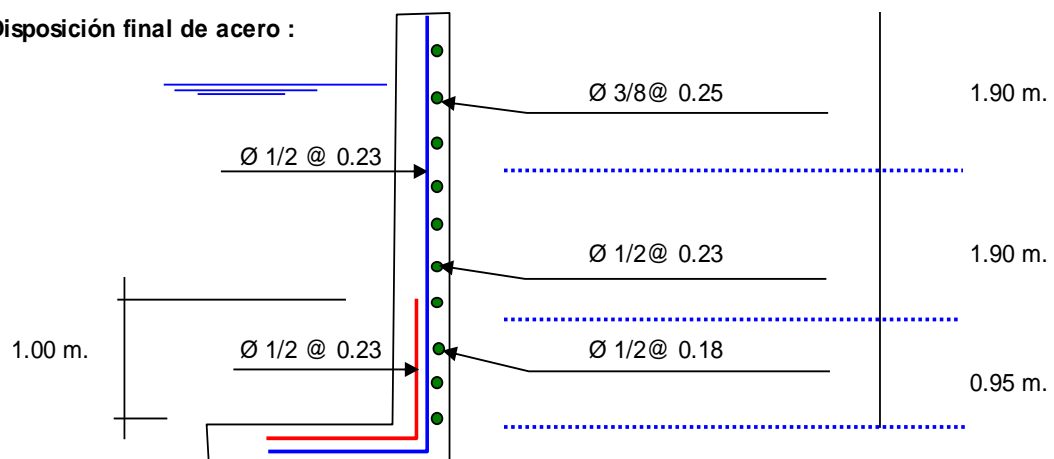 Disposición final de acero :
Ø 3/8@ 0.25
1.90 m.
Ø 1/2 @ 0.23
Ø 1/2@ 0.23
1.90 m.
1.00 m.
Ø 1/2 @ 0.23
Ø 1/2@ 0.18
0.95 m.